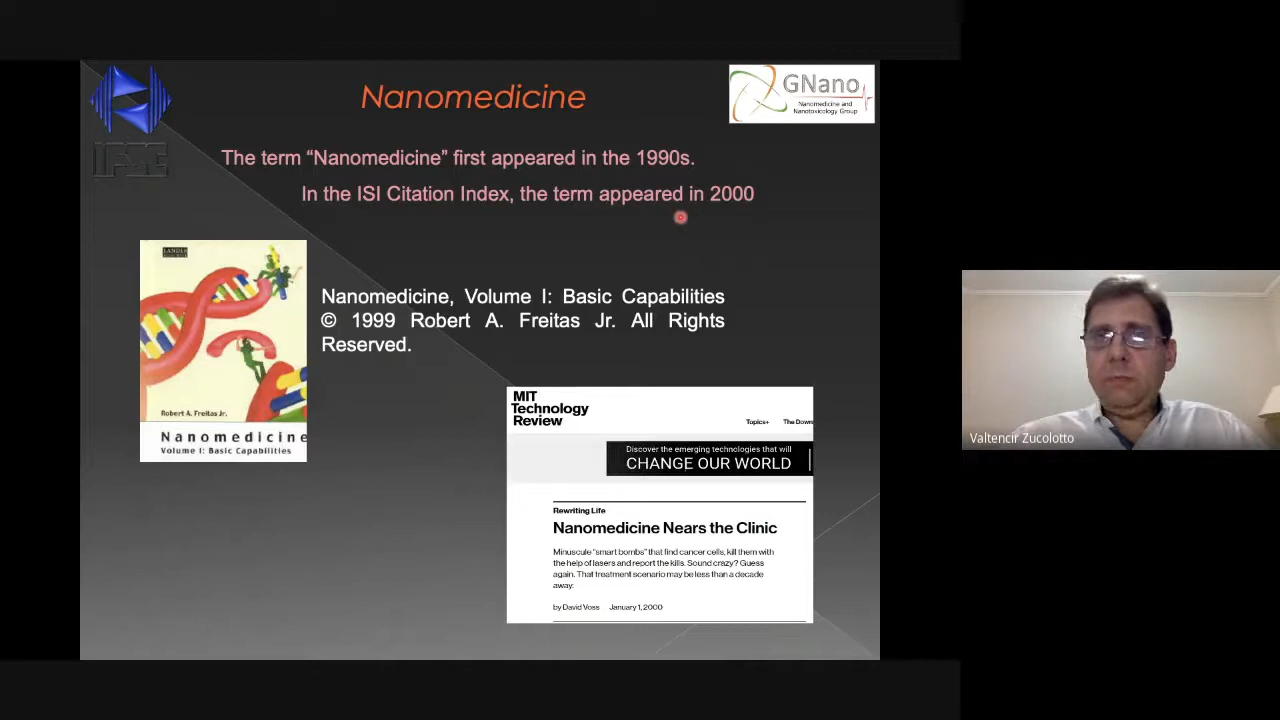 Nanomedicine
GNano
Nanomedicine and
Nanotoxicology Group
IFSC
The term “Nanomedicine” first appeared in the 1990s.
In the ISI Citation Index, the term appeared in 2000
Robert A. Freitas Jr.
Nanomedicine
Volume I: Basic Capabilities
Nanomedicine, Volume I: Basic Capabilities
© 1999 Robert A. Freitas Jr. All Rights
Reserved.
MIT
Technology
Review
Topics+ The Down
Discover the emerging technologies that will
CHANGE OUR WORLD
Rewriting Life
Nanomedicine Nears the Clinic
Minuscule “smart bombs” that find cancer cells, kill them with
the help of lasers and report the kills. Sound crazy? Guess
again. That treatment scenario may be less than a decade
away.
by David Voss January 1, 2000
Valtencir Zucolotto